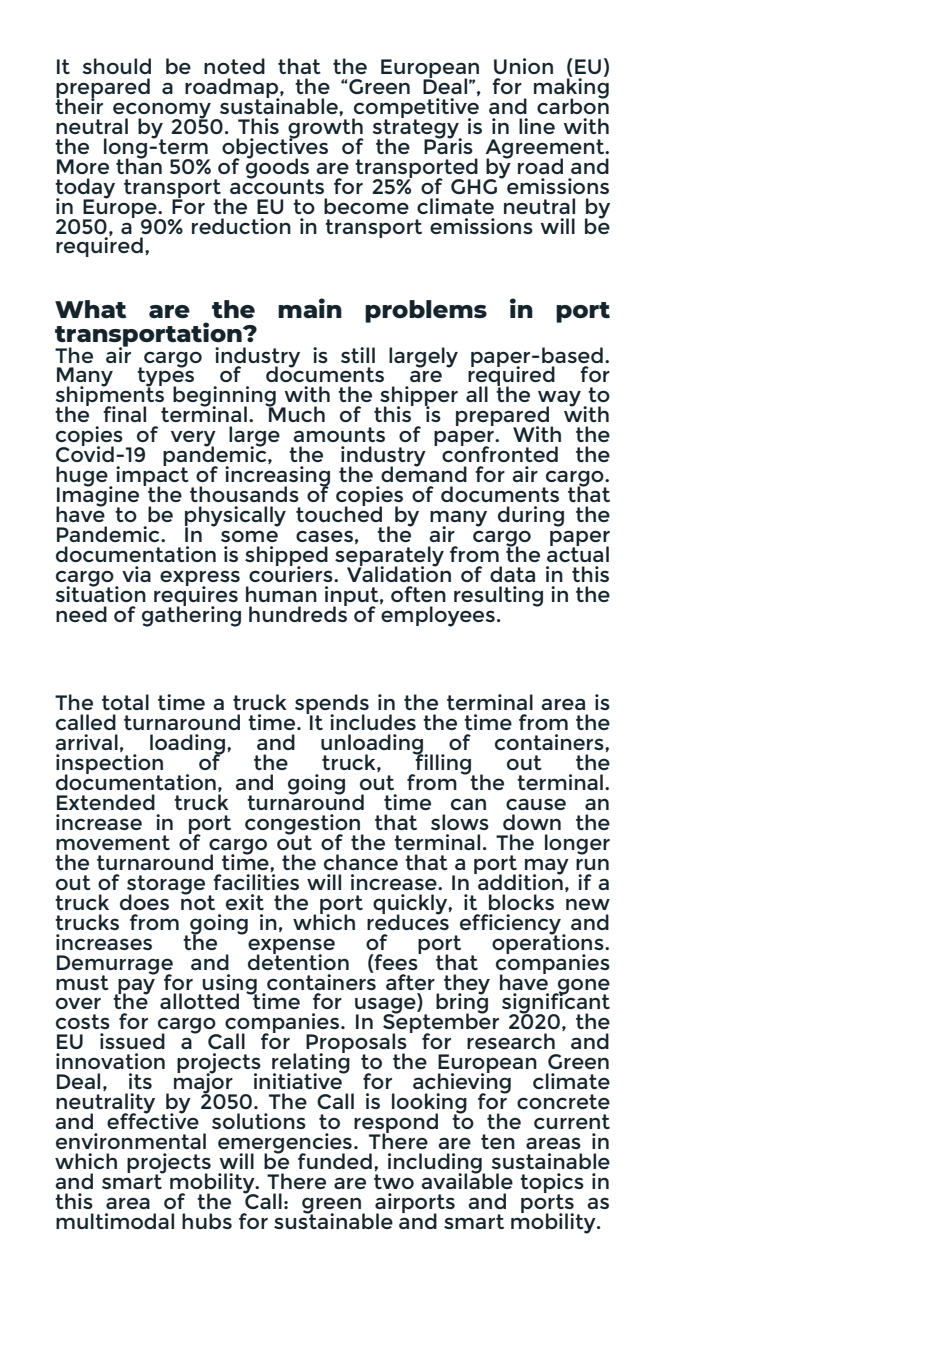 It should be noted that the European Union (EU)
prepared a roadmap, the “Green Deal”, for making
their economy sustainable, competitive and carbon
neutral by 2050. This growth strategy is in line with
the long-term objectives of the Paris Agreement.
More than 50% of goods are transported by road and
today transport accounts for 25% of GHG emissions
in Europe. For the EU to become climate neutral by
2050, a 90% reduction in transport emissions will be
required,
What are the main problems in port
transportation?
The air cargo industry is still largely paper-based.
Many types of documents are required for
shipments beginning with the shipper all the way to
the final terminal. Much of this is prepared with
copies of very large amounts of paper. With the
Covid-19 pandemic, the industry confronted the
huge impact of increasing the demand for air cargo.
Imagine the thousands of copies of documents that
have to be physically touched by many during the
Pandemic. In some cases, the air cargo paper
documentation is shipped separately from the actual
cargo via express couriers. Validation of data in this
situation requires human input, often resulting in the
need of gathering hundreds of employees.
The total time a truck spends in the terminal area is
called turnaround time. It includes the time from the
arrival, loading, and unloading of containers,
inspection of the truck, filling out the
documentation, and going out from the terminal.
Extended truck turnaround time can cause an
increase in port congestion that slows down the
movement of cargo out of the terminal. The longer
the turnaround time, the chance that a port may run
out of storage facilities will increase. In addition, if a
truck does not exit the port quickly, it blocks new
trucks from going in, which reduces efficiency and
increases the expense of port operations.
Demurrage and detention (fees that companies
must pay for using containers after they have gone
over the allotted time for usage) bring significant
costs for cargo companies. In September 2020, the
EU issued a Call for Proposals for research and
innovation projects relating to the European Green
Deal, its major initiative for achieving climate
neutrality by 2050. The Call is looking for concrete
and effective solutions to respond to the current
environmental emergencies. There are ten areas in
which projects will be funded, including sustainable
and smart mobility. There are two available topics in
this area of the Call: green airports and ports as
multimodal hubs for sustainable and smart mobility.